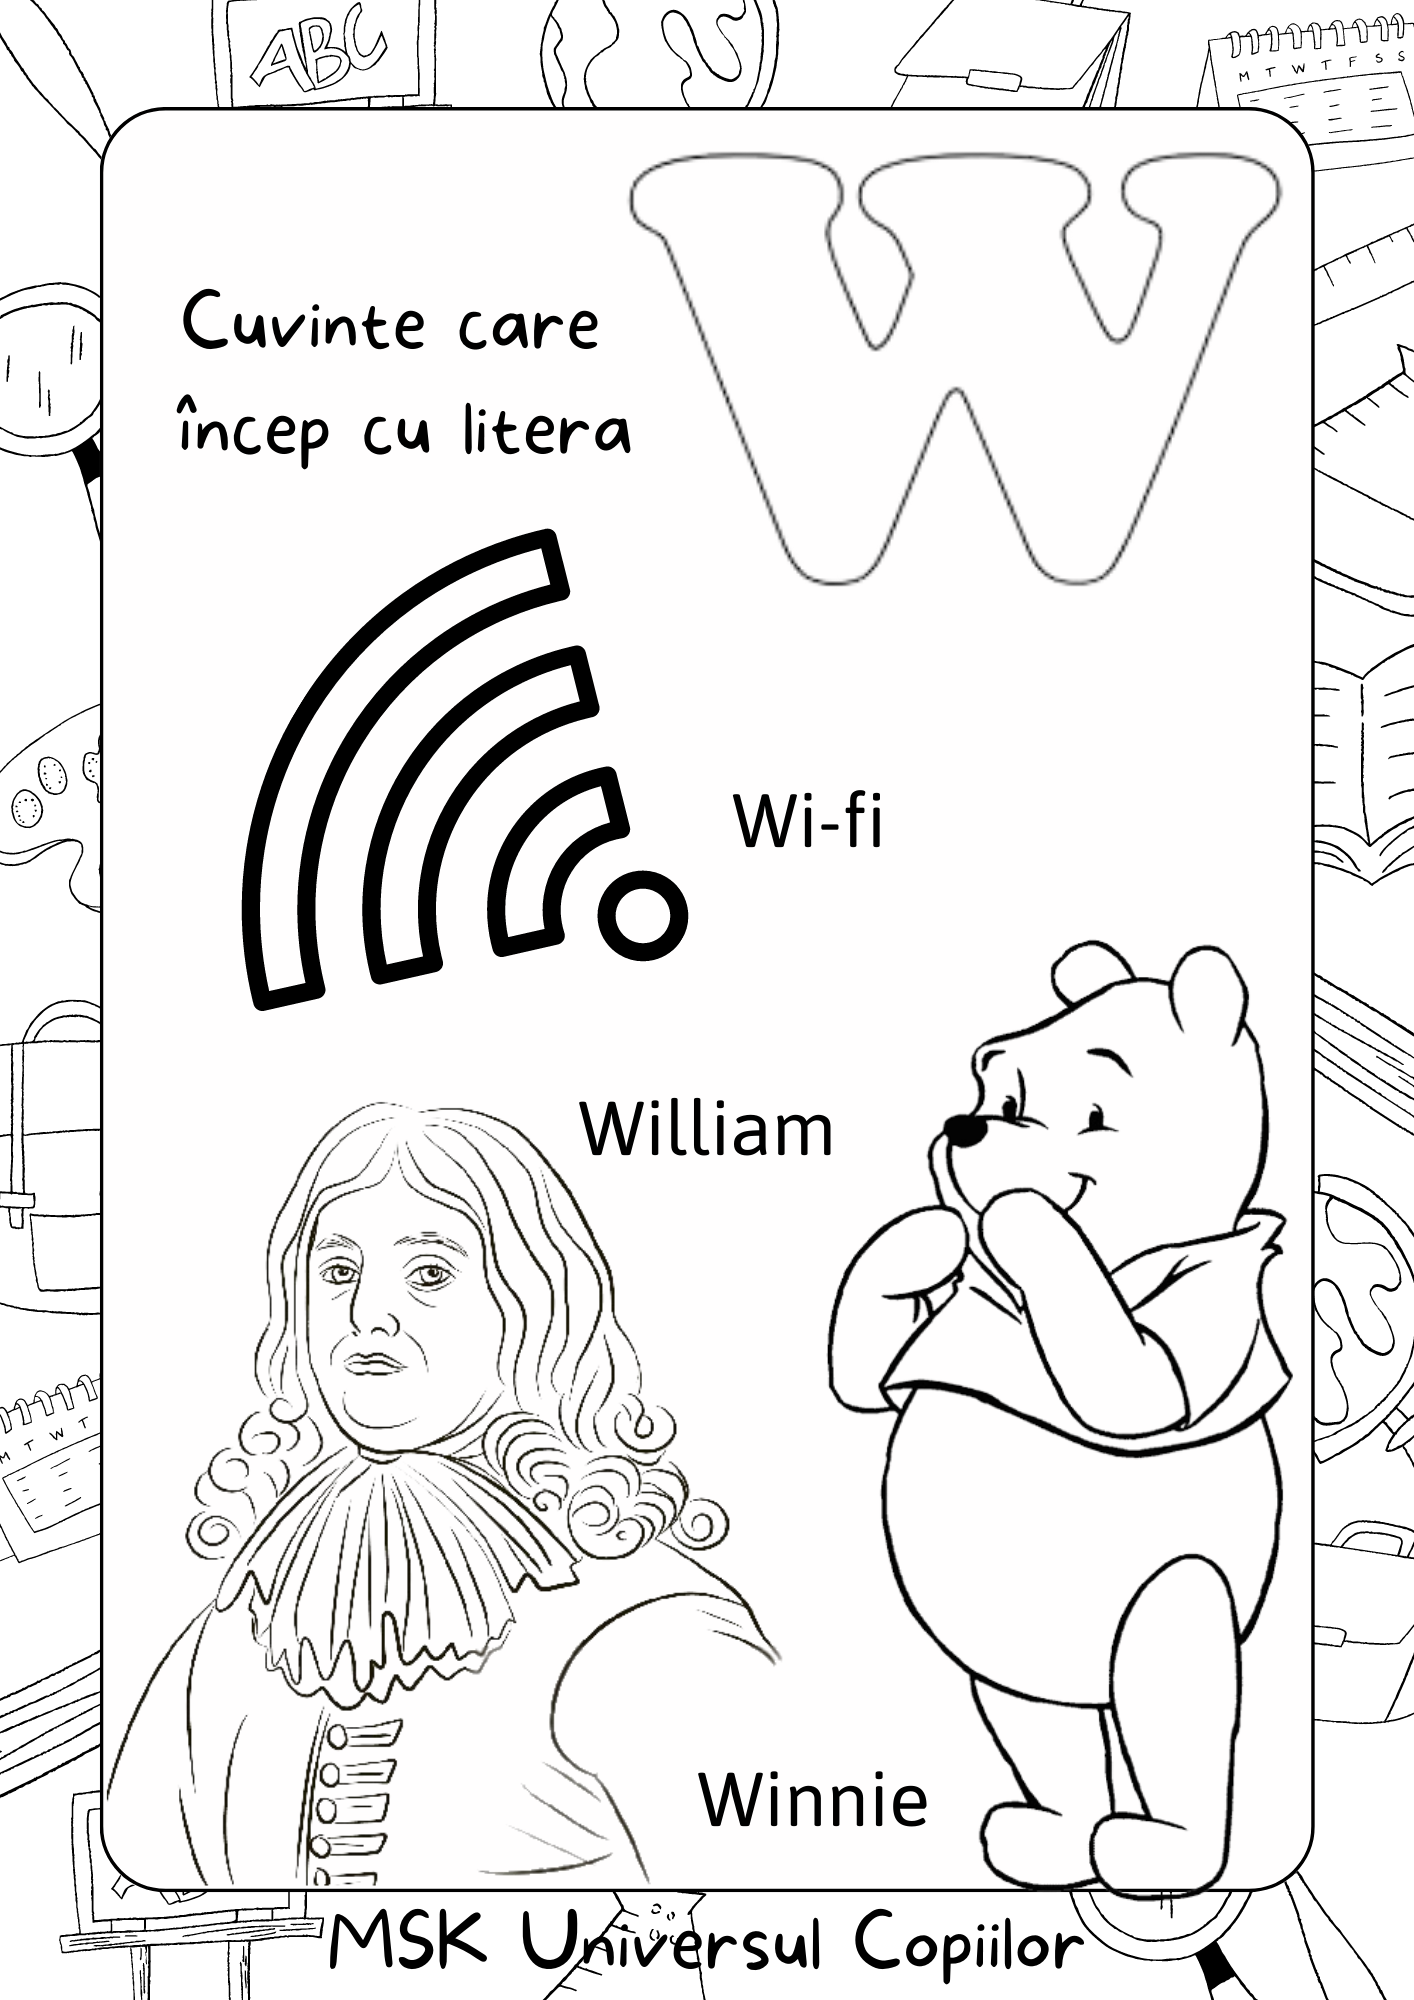 ABC
M T W T F S S
Cuvinte care
încep cu litera
W
Wi-fi
William
M T W T
Winnie
MSK Universul Copiilor